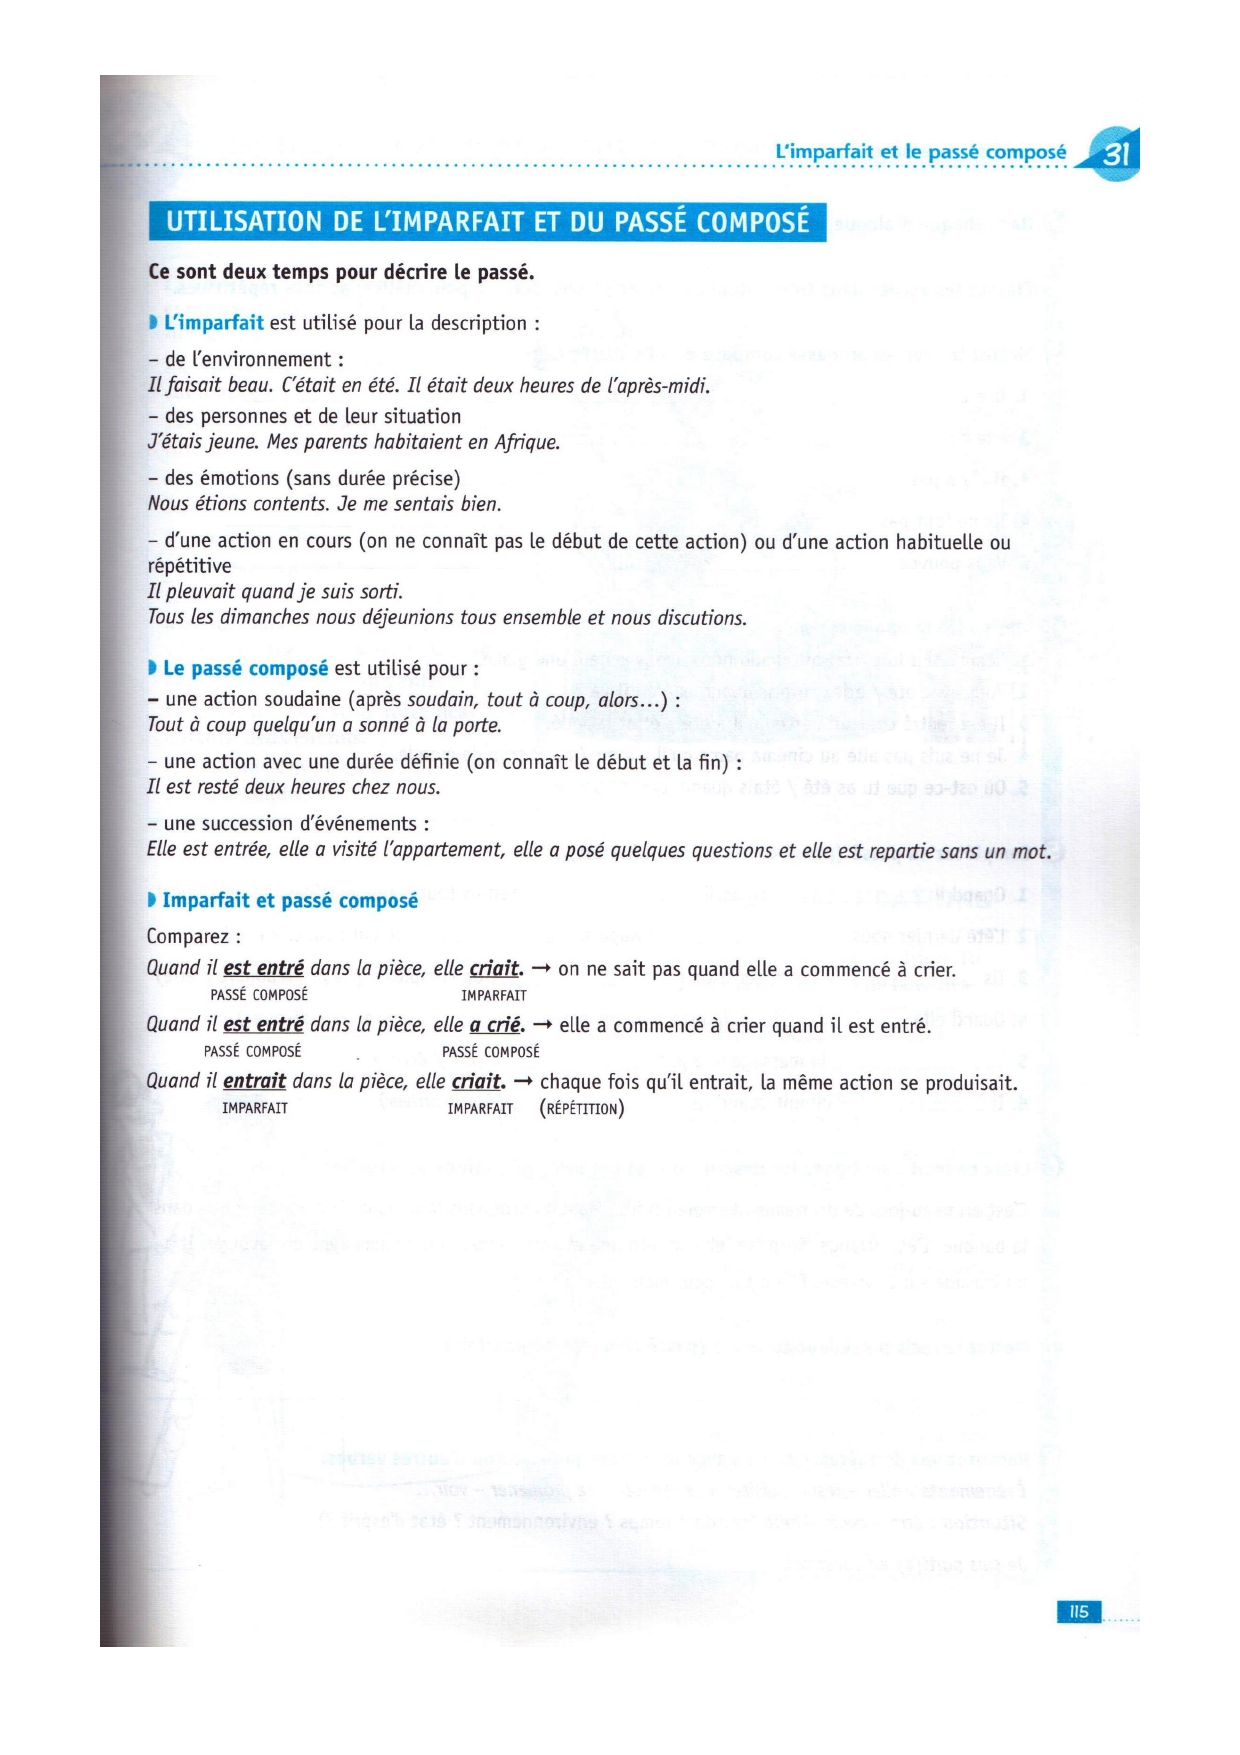 L'imparfait et le passé composé 31
UTILISATION DE L'IMPARFAIT ET DU PASSÉ COMPOSÉ
Ce sont deux temps pour décrire le passé.
L'imparfait est utilisé pour la description :
– de l'environnement :
Il faisait beau. C'était en été. Il était deux heures de l'après-midi.
– des personnes et de leur situation
J'étais jeune. Mes parents habitaient en Afrique.
– des émotions (sans durée précise)
Nous étions contents. Je me sentais bien.
– d'une action en cours (on ne connaît pas le début de cette action) ou d'une action habituelle ou
répétitive
Il pleuvait quand je suis sorti.
Tous les dimanches nous déjeunions tous ensemble et nous discutions.
Le passé composé est utilisé pour :
– une action soudaine (après soudain, tout à coup, alors...) :
Tout à coup quelqu'un a sonné à la porte.
– une action avec une durée définie (on connaît le début et la fin) :
Il est resté deux heures chez nous.
– une succession d'événements :
Elle est entrée, elle a visité l'appartement, elle a posé quelques questions et elle est repartie sans un mot.
Imparfait et passé composé
Comparez :
Quand il est entré dans la pièce, elle criait. → on ne sait pas quand elle a commencé à crier.
PASSÉ COMPOSÉ IMPARFAIT
Quand il est entré dans la pièce, elle a crié. → elle a commencé à crier quand il est entré.
PASSÉ COMPOSÉ PASSÉ COMPOSÉ
Quand il entrait dans la pièce, elle criait. → chaque fois qu'il entrait, la même action se produisait.
IMPARFAIT IMPARFAIT (RÉPÉTITION)
115